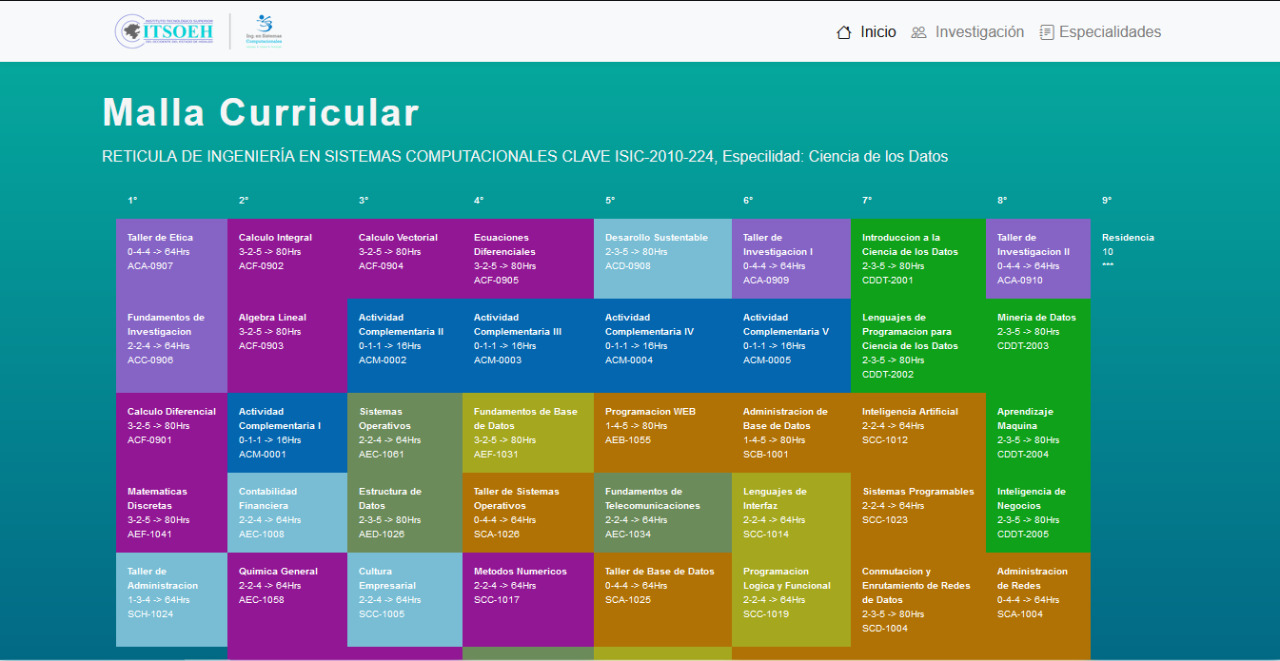 INSTITUTO TECNOLÓGICO SUPERIOR
ITSOEH
DEL OCCIDENTE DEL ESTADO DE HIDALGO
Ing. en Sistemas
Computacionales
Inicio
Investigación
Especialidades
Malla Curricular
RETICULA DE INGENIERÍA EN SISTEMAS COMPUTACIONALES CLAVE ISIC-2010-224, Especilidad: Ciencia de los Datos
1° 2° 3° 4° 5° 6° 7° 8° 9°
Taller de Etica
0-4-4 -> 64Hrs
ACA-0907
Calculo Integral
3-2-5 -> 80Hrs
ACF-0902
Calculo Vectorial
3-2-5 -> 80Hrs
ACF-0904
Ecuaciones
Diferenciales
3-2-5 -> 80Hrs
ACF-0905
Desarollo Sustentable
2-3-5 -> 80Hrs
ACD-0908
Taller de
Investigacion I
0-4-4 -> 64Hrs
ACA-0909
Introduccion a la
Ciencia de los Datos
2-3-5 -> 80Hrs
CDDT-2001
Taller de
Investigacion II
0-4-4 -> 64Hrs
ACA-0910
Residencia
10
***
Fundamentos de
Investigacion
2-2-4 -> 64Hrs
ACC-0906
Algebra Lineal
3-2-5 -> 80Hrs
ACF-0903
Actividad
Complementaria II
0-1-1 -> 16Hrs
ACM-0002
Actividad
Complementaria III
0-1-1 -> 16Hrs
ACM-0003
Actividad
Complementaria IV
0-1-1 -> 16Hrs
ACM-0004
Actividad
Complementaria V
0-1-1 -> 16Hrs
ACM-0005
Lenguajes de
Programacion para
Ciencia de los Datos
2-3-5 -> 80Hrs
CDDT-2002
Mineria de Datos
2-3-5 -> 80Hrs
CDDT-2003
Calculo Diferencial
3-2-5 -> 80Hrs
ACF-0901
Actividad
Complementaria I
0-1-1 -> 16Hrs
ACM-0001
Sistemas
Operativos
2-2-4 -> 64Hrs
AEC-1061
Fundamentos de Base
de Datos
3-2-5 -> 80Hrs
AEF-1031
Programacion WEB
1-4-5 -> 80Hrs
AEB-1055
Administracion de
Base de Datos
1-4-5 -> 80Hrs
SCB-1001
Inteligencia Artificial
2-2-4 -> 64Hrs
SCC-1012
Aprendizaje
Maquina
2-3-5 -> 80Hrs
CDDT-2004
Matematicas
Discretas
3-2-5 -> 80Hrs
AEF-1041
Contabilidad
Financiera
2-2-4 -> 64Hrs
AEC-1008
Estructura de
Datos
2-3-5 -> 80Hrs
AED-1026
Taller de Sistemas
Operativos
0-4-4 -> 64Hrs
SCA-1026
Fundamentos de
Telecomunicaciones
2-2-4 -> 64Hrs
AEC-1034
Lenguajes de
Interfaz
2-2-4 -> 64Hrs
SCC-1014
Sistemas Programables
2-2-4 -> 64Hrs
SCC-1023
Inteligencia de
Negocios
2-3-5 -> 80Hrs
CDDT-2005
Taller de
Administracion
1-3-4 -> 64Hrs
SCH-1024
Quimica General
2-2-4 -> 64Hrs
AEC-1058
Cultura
Empresarial
2-2-4 -> 64Hrs
SCC-1005
Metodos Numericos
2-2-4 -> 64Hrs
SCC-1017
Taller de Base de Datos
0-4-4 -> 64Hrs
SCA-1025
Programacion
Logica y Funcional
2-2-4 -> 64Hrs
SCC-1019
Conmutacion y
Enrutamiento de Redes
de Datos
2-3-5 -> 80Hrs
SCD-1004
Administracion
de Redes
0-4-4 -> 64Hrs
SCA-1004